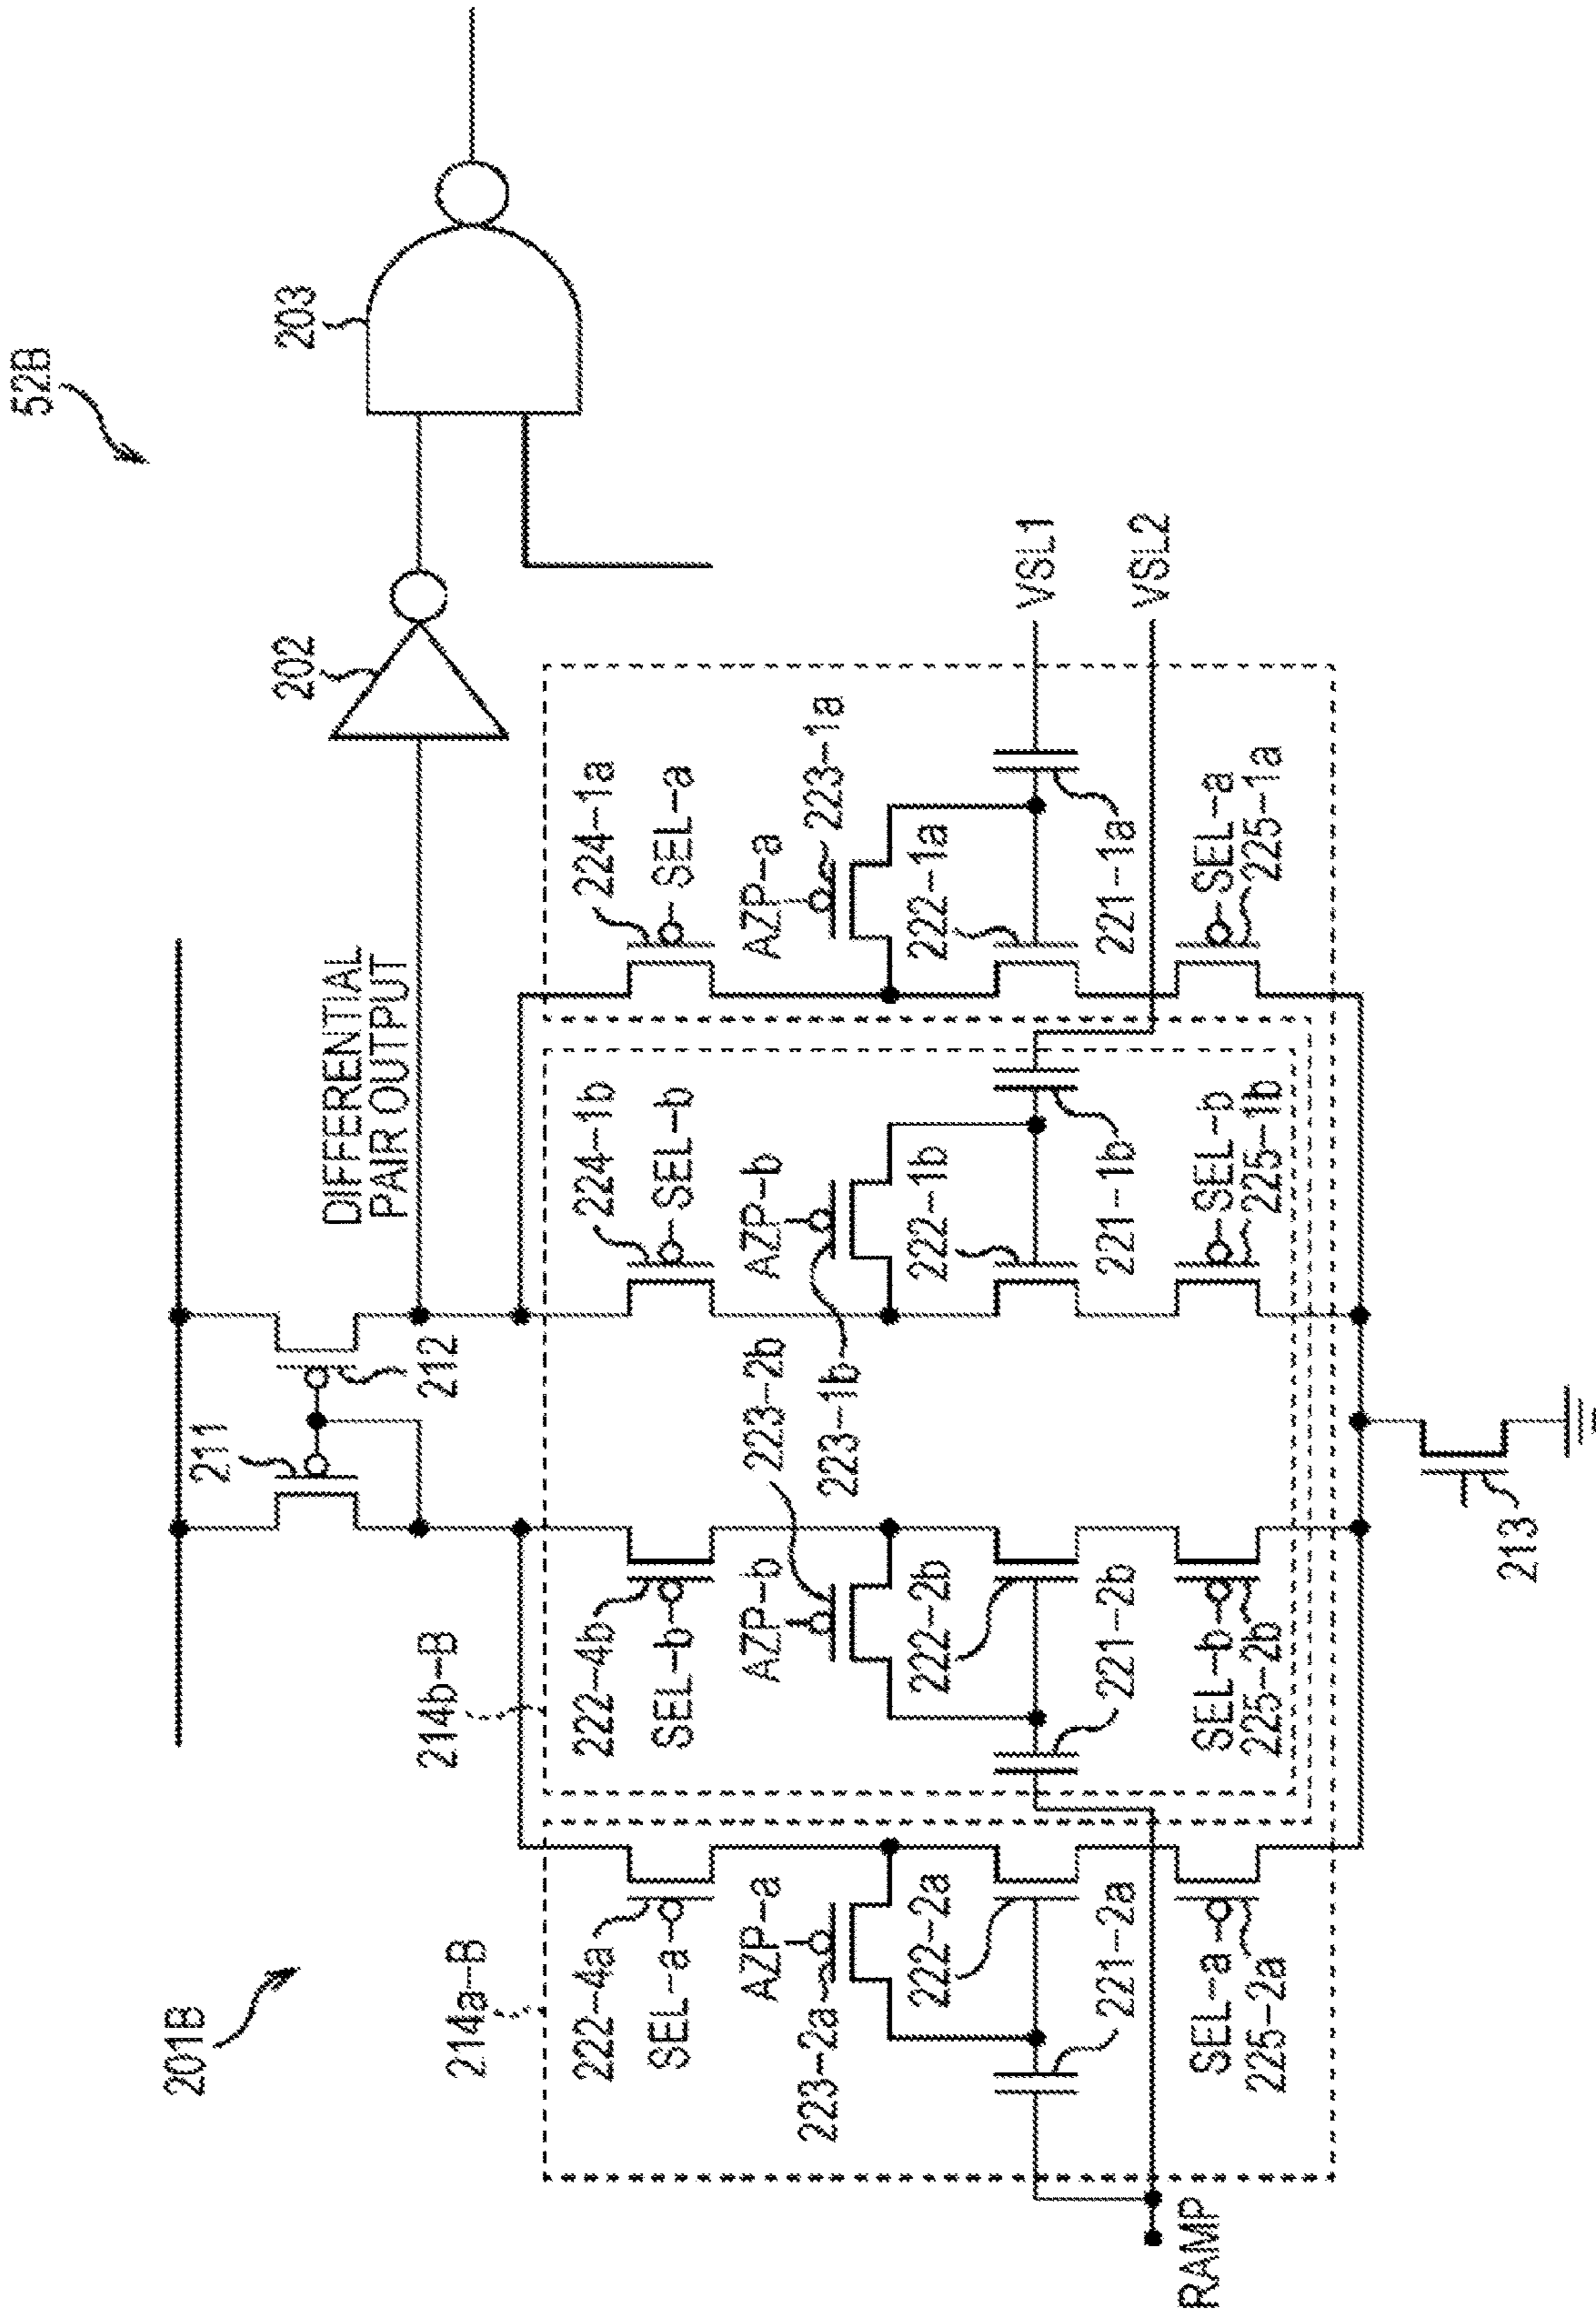 52B
201B
203
202
DIFFERENTIAL
PAIR OUTPUT
211
212
214a-B
214b-B
222-4a
SEL-a
222-4b
SEL-b
224-1b
SEL-b
224-1a
SEL-a
AZP-a
223-2a
AZP-b
223-2b
AZP-b
223-1b
AZP-a
223-1a
222-2a
222-2b
222-1b
222-1a
VSL1
221-2a
221-2b
221-1b
221-1a
VSL2
RAMP
SEL-a
225-2a
SEL-b
225-2b
SEL-b
225-1b
SEL-a
225-1a
213